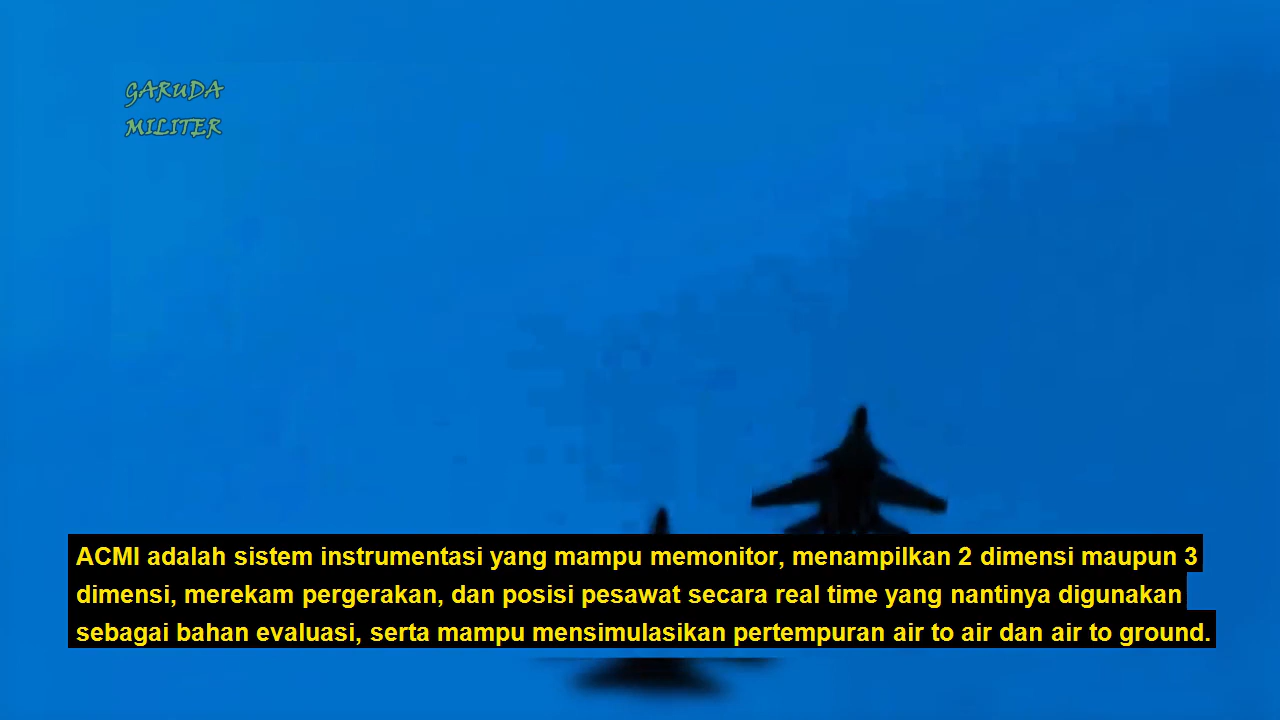 GARUDA
MILITER
ACMI adalah sistem instrumentasi yang mampu memonitor, menampilkan 2 dimensi maupun 3
dimensi, merekam pergerakan, dan posisi pesawat secara real time yang nantinya digunakan
sebagai bahan evaluasi, serta mampu mensimulasikan pertempuran air to air dan air to ground.